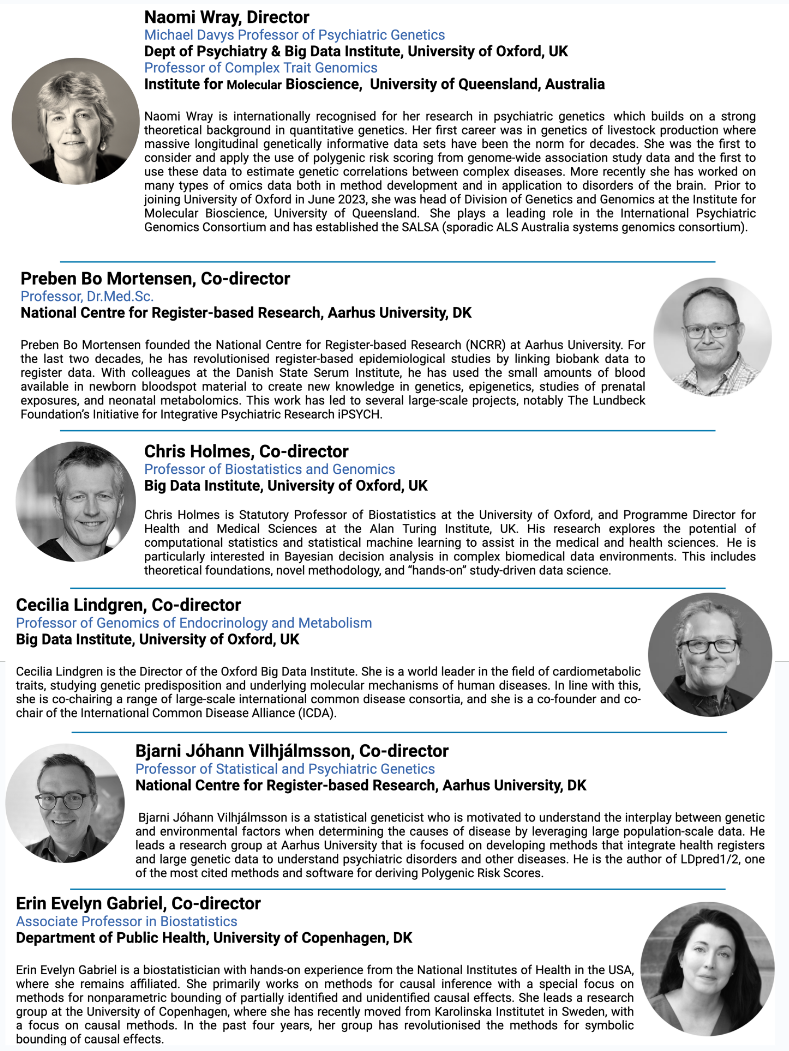 Naomi Wray, Director
Michael Davys Professor of Psychiatric Genetics
Dept of Psychiatry & Big Data Institute, University of Oxford, UK
Professor of Complex Trait Genomics
Institute for Molecular Bioscience, University of Queensland, Australia
Naomi Wray is internationally recognised for her research in psychiatric genetics which builds on a strong
theoretical background in quantitative genetics. Her first career was in genetics of livestock production where
massive longitudinal genetically informative data sets have been the norm for decades. She was the first to
consider and apply the use of polygenic risk scoring from genome-wide association study data and the first to
use these data to estimate genetic correlations between complex diseases. More recently she has worked on
many types of omics data both in method development and in application to disorders of the brain. Prior to
joining University of Oxford in June 2023, she was head of Division of Genetics and Genomics at the Institute for
Molecular Bioscience, University of Queensland. She plays a leading role in the International Psychiatric
Genomics Consortium and has established the SALSA (sporadic ALS Australia systems genomics consortium).
Preben Bo Mortensen, Co-director
Professor, Dr.Med.Sc.
National Centre for Register-based Research, Aarhus University, DK
Preben Bo Mortensen founded the National Centre for Register-based Research (NCRR) at Aarhus University. For
the last two decades, he has revolutionised register-based epidemiological studies by linking biobank data to
register data. With colleagues at the Danish State Serum Institute, he has used the small amounts of blood
available in newborn bloodspot material to create new knowledge in genetics, epigenetics, studies of prenatal
exposures, and neonatal metabolomics. This work has led to several large-scale projects, notably The Lundbeck
Foundation's Initiative for Integrative Psychiatric Research iPSYCH.
Chris Holmes, Co-director
Professor of Biostatistics and Genomics
Big Data Institute, University of Oxford, UK
Chris Holmes is Statutory Professor of Biostatistics at the University of Oxford, and Programme Director for
Health and Medical Sciences at the Alan Turing Institute, UK. His research explores the potential of
computational statistics and statistical machine learning to assist in the medical and health sciences. He is
particularly interested in Bayesian decision analysis in complex biomedical data environments. This includes
theoretical foundations, novel methodology, and “hands-on” study-driven data science.
Cecilia Lindgren, Co-director
Professor of Genomics of Endocrinology and Metabolism
Big Data Institute, University of Oxford, UK
Cecilia Lindgren is the Director of the Oxford Big Data Institute. She is a world leader in the field of cardiometabolic
traits, studying genetic predisposition and underlying molecular mechanisms of human diseases. In line with this,
she is co-chairing a range of large-scale international common disease consortia, and she is a co-founder and co-
chair of the International Common Disease Alliance (ICDA).
Bjarni Jóhann Vilhjálmsson, Co-director
Professor of Statistical and Psychiatric Genetics
National Centre for Register-based Research, Aarhus University, DK
Bjarni Jóhann Vilhjálmsson is a statistical geneticist who is motivated to understand the interplay between genetic
and environmental factors when determining the causes of disease by leveraging large population-scale data. He
leads a research group at Aarhus University that is focused on developing methods that integrate health registers
and large genetic data to understand psychiatric disorders and other diseases. He is the author of LDpred1/2, one
of the most cited methods and software for deriving Polygenic Risk Scores.
Erin Evelyn Gabriel, Co-director
Associate Professor in Biostatistics
Department of Public Health, University of Copenhagen, DK
Erin Evelyn Gabriel is a biostatistician with hands-on experience from the National Institutes of Health in the USA,
where she remains affiliated. She primarily works on methods for causal inference with a special focus on
methods for nonparametric bounding of partially identified and unidentified causal effects. She leads a research
group at the University of Copenhagen, where she has recently moved from Karolinska Institutet in Sweden, with
a focus on causal methods. In the past four years, her group has revolutionised the methods for symbolic
bounding of causal effects.